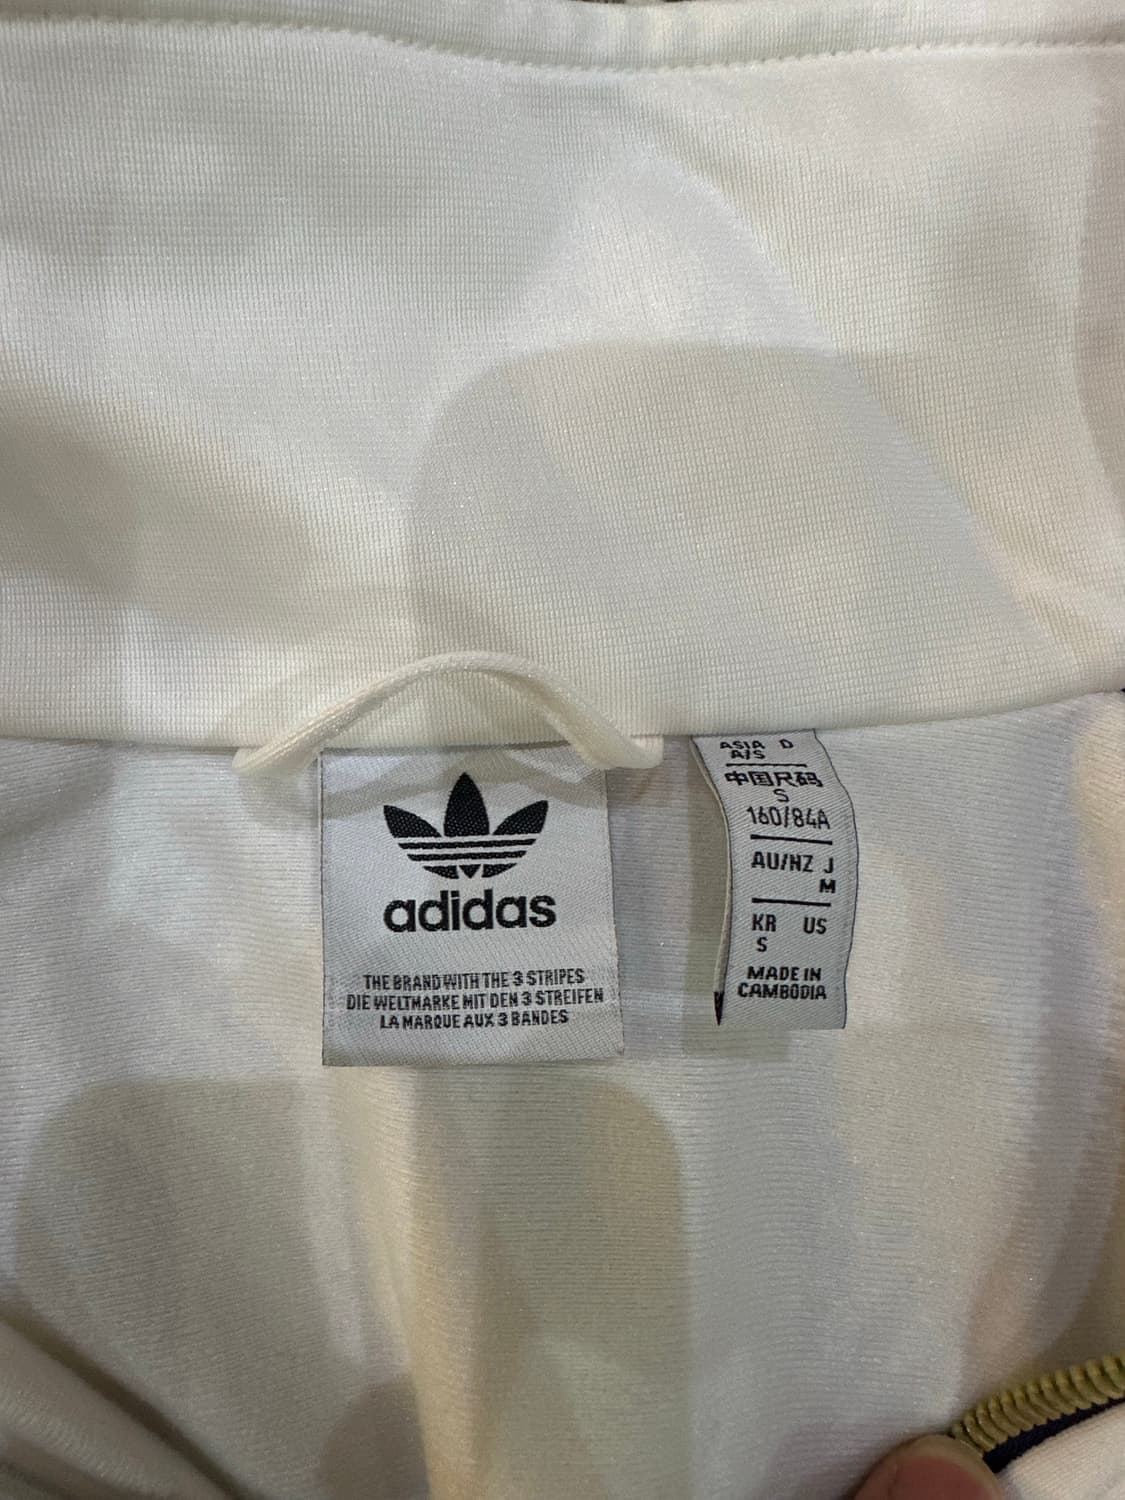 adidas
THE BRAND WITH THE 3 STRIPES
DIE WELTMARKE MIT DEN 3 STREIFEN
LA MARQUE AUX 3 BANDES
ASIA D
A/S
中国尺码
S
160/84A
AU/NZ J
M
KR US
S
MADE IN
CAMBODIA